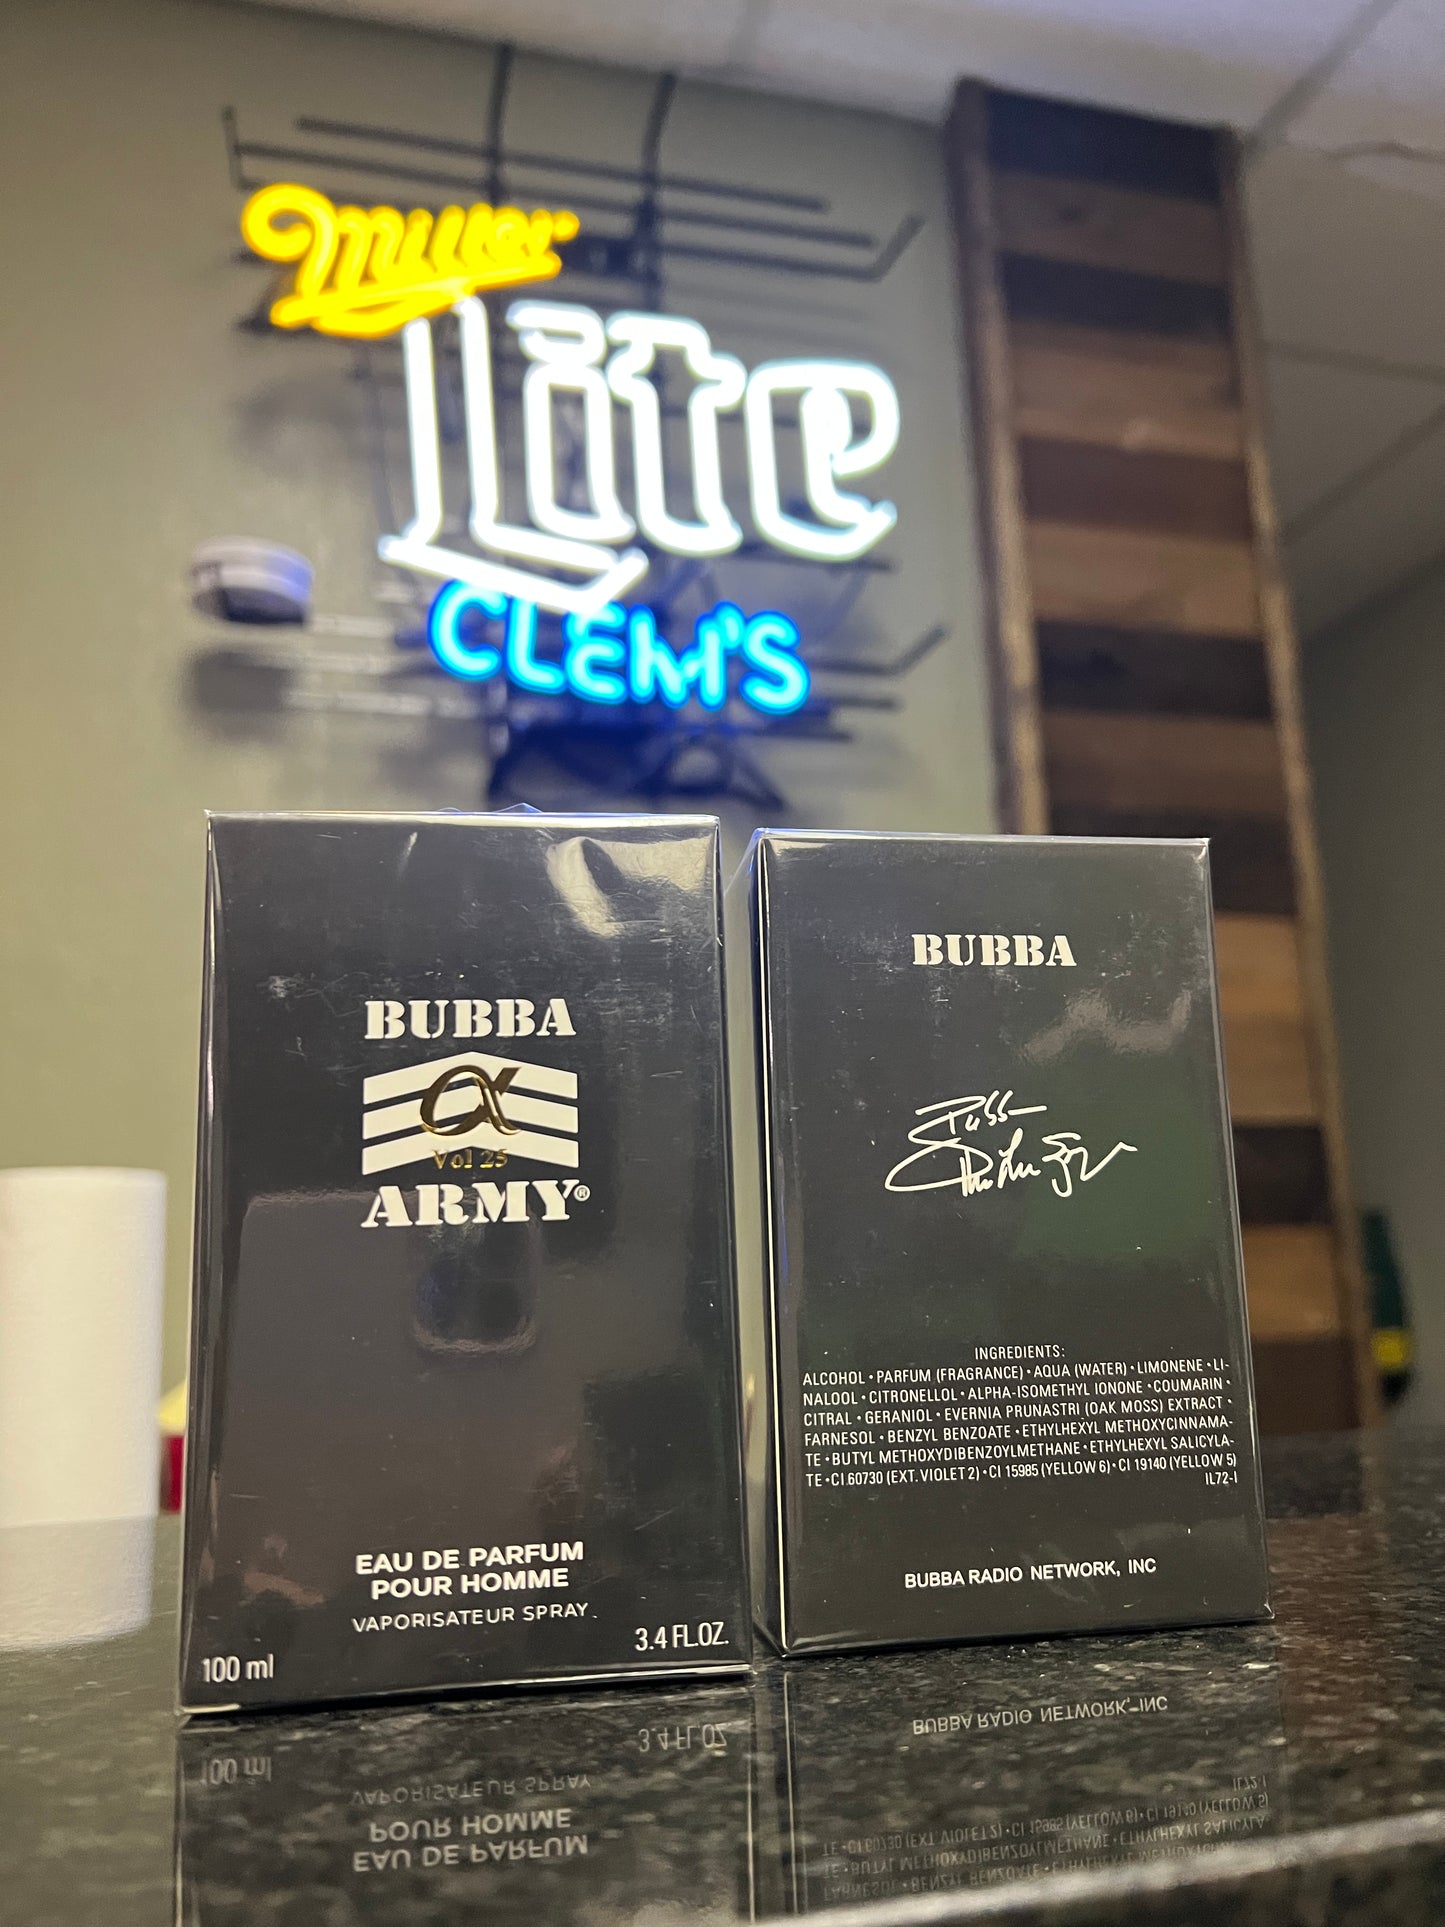 Miller
Lite
CLEM'S
BUBBA
α
Vol 25
ARMY®
EAU DE PARFUM
POUR HOMME
VAPORISATEUR SPRAY
100 ml
3.4 FL.OZ.
BUBBA
INGREDIENTS:
ALCOHOL • PARFUM (FRAGRANCE) • AQUA (WATER) • LIMONENE • LI-
NALOOL • CITRONELLOL • ALPHA-ISOMETHYL IONONE • COUMARIN •
CITRAL • GERANIOL • EVERNIA PRUNASTRI (OAK MOSS) EXTRACT •
FARNESOL • BENZYL BENZOATE • ETHYLHEXYL METHOXYCINNAMA-
TE • BUTYL METHOXYDIBENZOYLMETHANE • ETHYLHEXYL SALICYLA-
TE • CI 60730 (EXT. VIOLET 2) • CI 15985 (YELLOW 6) • CI 19140 (YELLOW 5)
IL72-I
BUBBA RADIO NETWORK, INC